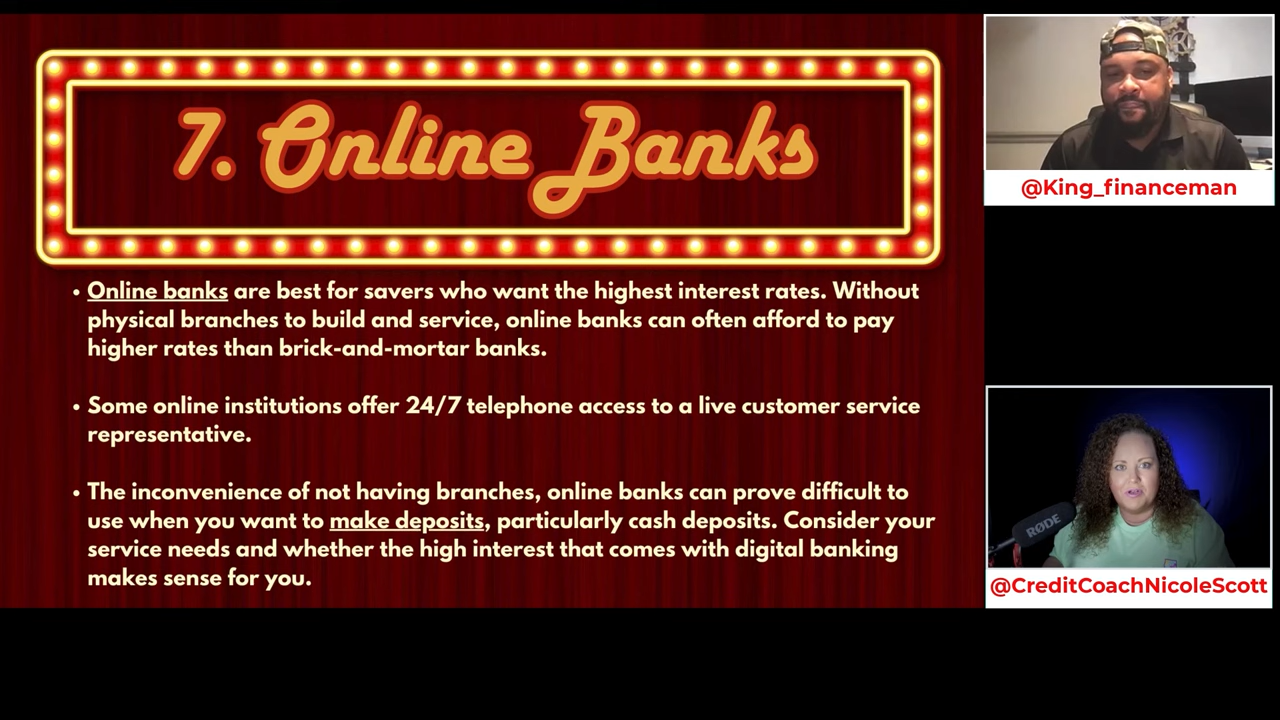 7. Online Banks
• Online banks are best for savers who want the highest interest rates. Without
physical branches to build and service, online banks can often afford to pay
higher rates than brick-and-mortar banks.
• Some online institutions offer 24/7 telephone access to a live customer service
representative.
• The inconvenience of not having branches, online banks can prove difficult to
use when you want to make deposits, particularly cash deposits. Consider your
service needs and whether the high interest that comes with digital banking
makes sense for you.
@King_financeman
RØDE
@CreditCoachNicoleScott